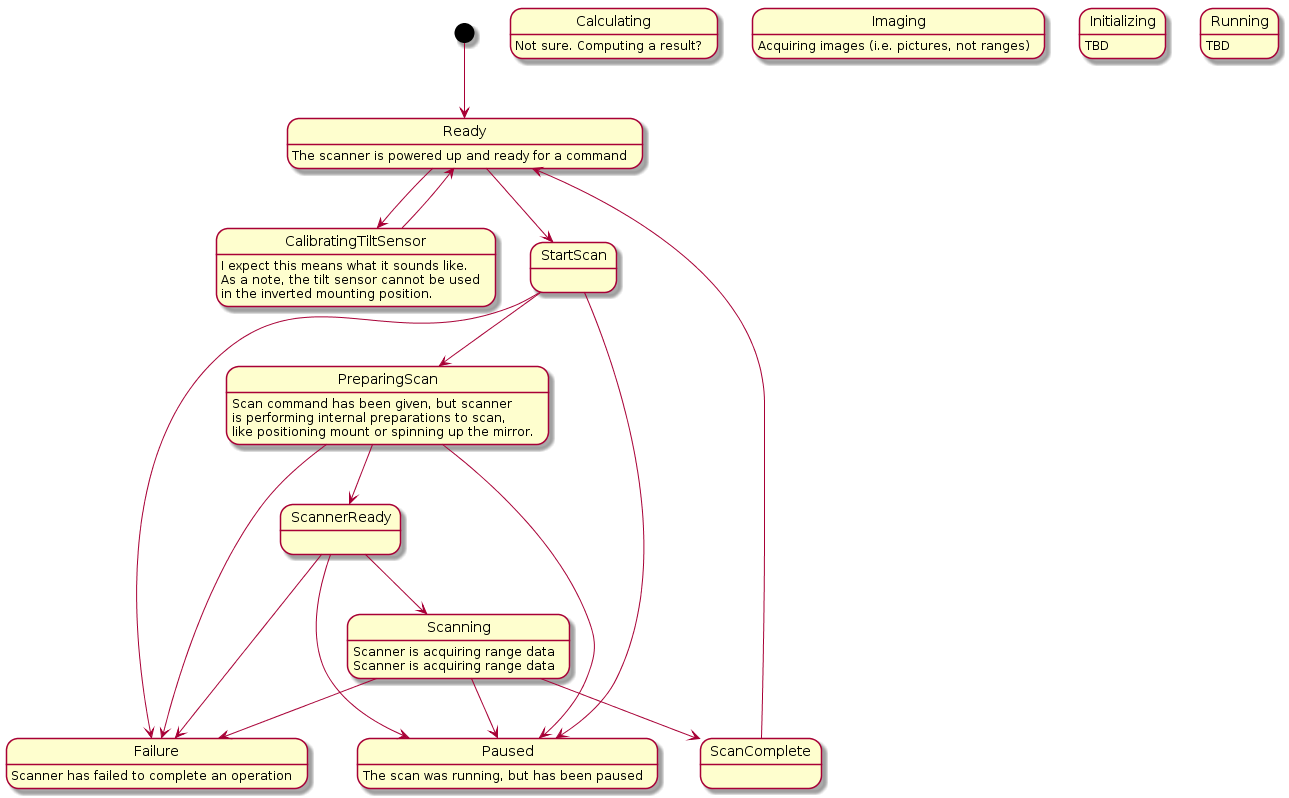 Calculating
Not sure. Computing a result?
Imaging
Acquiring images (i.e. pictures, not ranges)
Initializing
TBD
Running
TBD
Ready
The scanner is powered up and ready for a command
CalibratingTiltSensor
I expect this means what it sounds like.
As a note, the tilt sensor cannot be used
in the inverted mounting position.
StartScan
PreparingScan
Scan command has been given, but scanner
is performing internal preparations to scan,
like positioning mount or spinning up the mirror.
ScannerReady
Scanning
Scanner is acquiring range data
Scanner is acquiring range data
Failure
Scanner has failed to complete an operation
Paused
The scan was running, but has been paused
ScanComplete